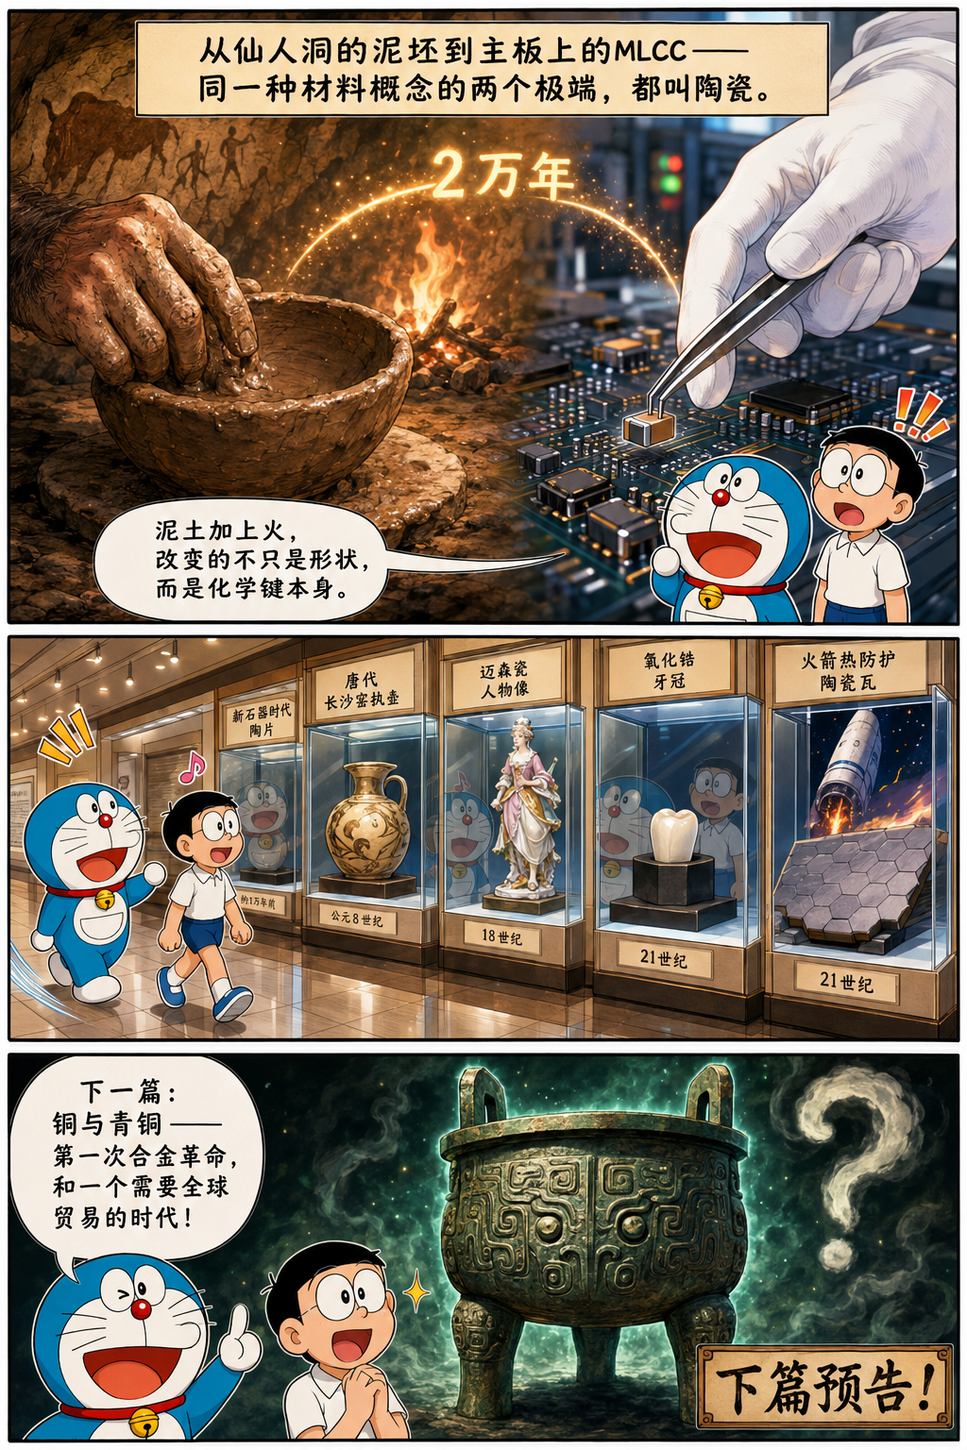 从仙人洞的泥坯到主板上的MLCC——
同一种材料概念的两个极端，都叫陶瓷。
2万年
泥土加上火，
改变的不只是形状，
而是化学键本身。
新石器时代
陶片
约1万年前
唐代
长沙窑执壶
公元8世纪
迈森瓷
人物像
18世纪
氧化锆
牙冠
21世纪
火箭热防护
陶瓷瓦
21世纪
下一篇：
铜与青铜——
第一次合金革命，
和一个需要全球
贸易的时代！
下篇预告！